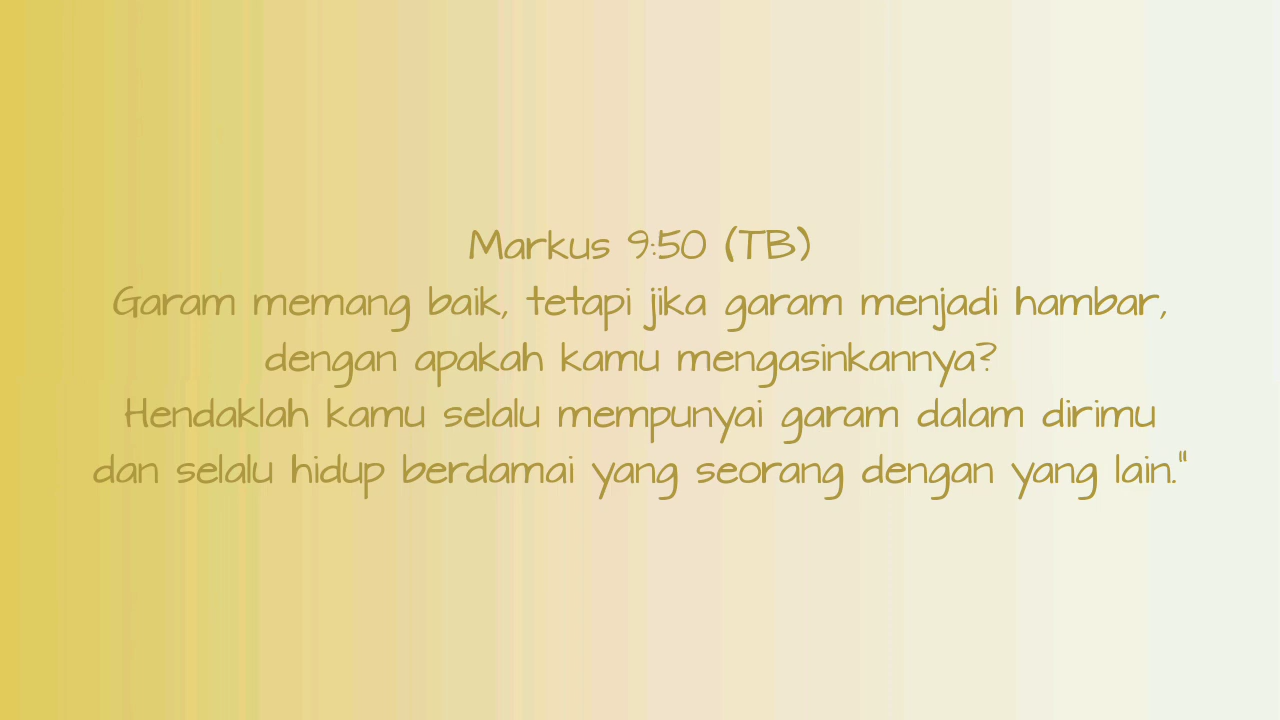 Markus 9:50 (TB)
Garam memang baik, tetapi jika garam menjadi hambar,
dengan apakah kamu mengasinkannya?
Hendaklah kamu selalu mempunyai garam dalam dirimu
dan selalu hidup berdamai yang seorang dengan yang lain."